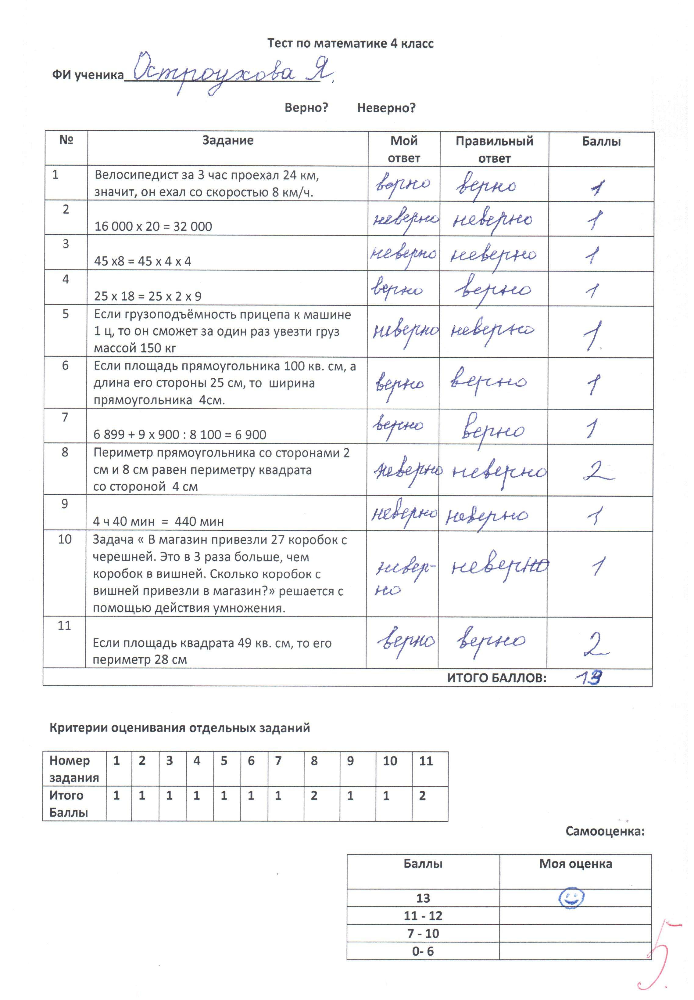 Тест по математике 4 класс
ФИ ученика Остроухова Я.
Верно? Неверно?
№ Задание Мой ответ Правильный ответ Баллы
1 Велосипедист за 3 час проехал 24 км,
значит, он ехал со скоростью 8 км/ч. верно верно 1
2 16 000 х 20 = 32 000 неверно неверно 1
3 45 х8 = 45 х 4 х 4 неверно неверно 1
4 25 х 18 = 25 х 2 х 9 верно верно 1
5 Если грузоподъёмность прицепа к машине
1 ц, то он сможет за один раз увезти груз
массой 150 кг неверно неверно 1
6 Если площадь прямоугольника 100 кв. см, а
длина его стороны 25 см, то ширина
прямоугольника 4см. верно верно 1
7 6 899 + 9 х 900 : 8 100 = 6 900 верно верно 1
8 Периметр прямоугольника со сторонами 2
см и 8 см равен периметру квадрата
со стороной 4 см неверно неверно 2
9 4 ч 40 мин = 440 мин неверно неверно 1
10 Задача « В магазин привезли 27 коробок с
черешней. Это в 3 раза больше, чем
коробок в вишней. Сколько коробок с
вишней привезли в магазин?» решается с
помощью действия умножения. невер-
но неверно 1
11 Если площадь квадрата 49 кв. см, то его
периметр 28 см верно верно 2
ИТОГО БАЛЛОВ: 13
Критерии оценивания отдельных заданий
Номер задания 1 2 3 4 5 6 7 8 9 10 11
Итого Баллы 1 1 1 1 1 1 1 2 1 1 2
Самооценка:
Баллы Моя оценка
13
11 - 12
7 - 10
0- 6
5.